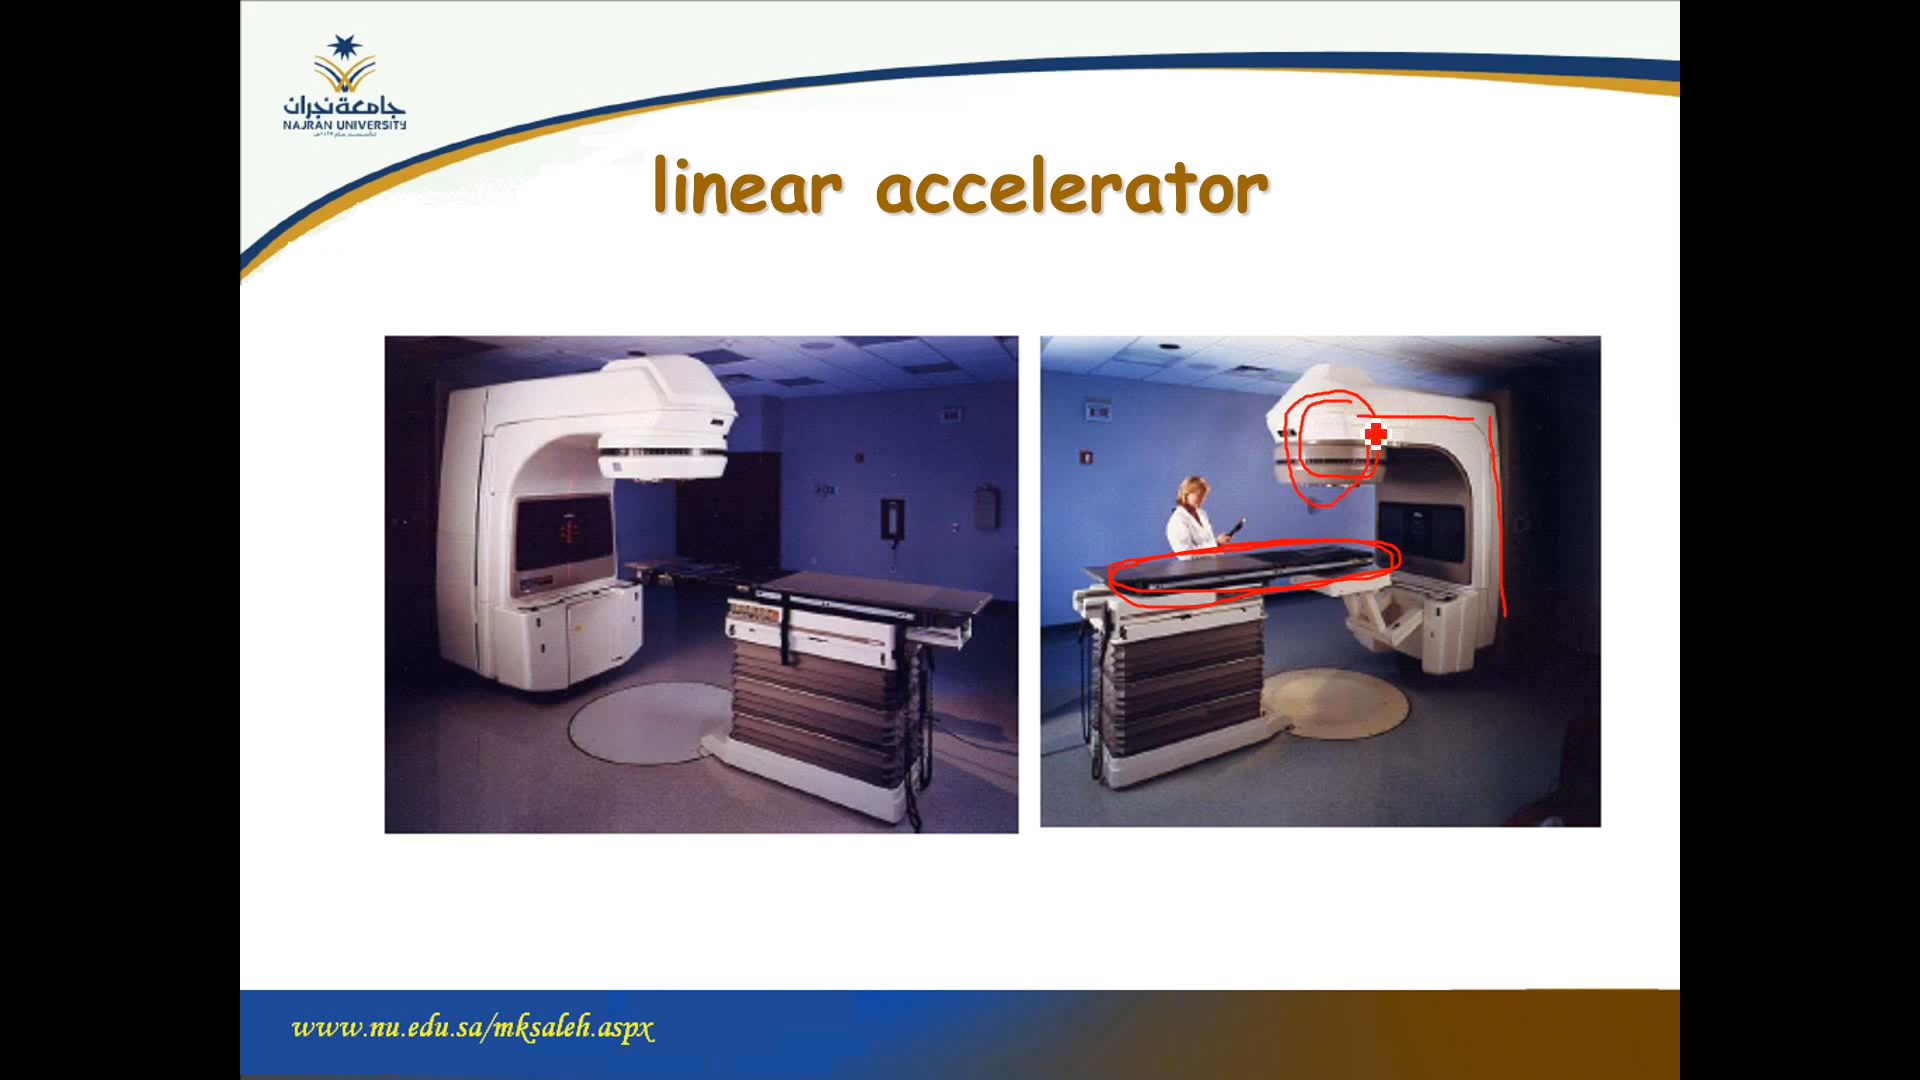 جامعة نجران
NAJRAN UNIVERSITY
linear accelerator
www.nu.edu.sa/mksaleh.aspx